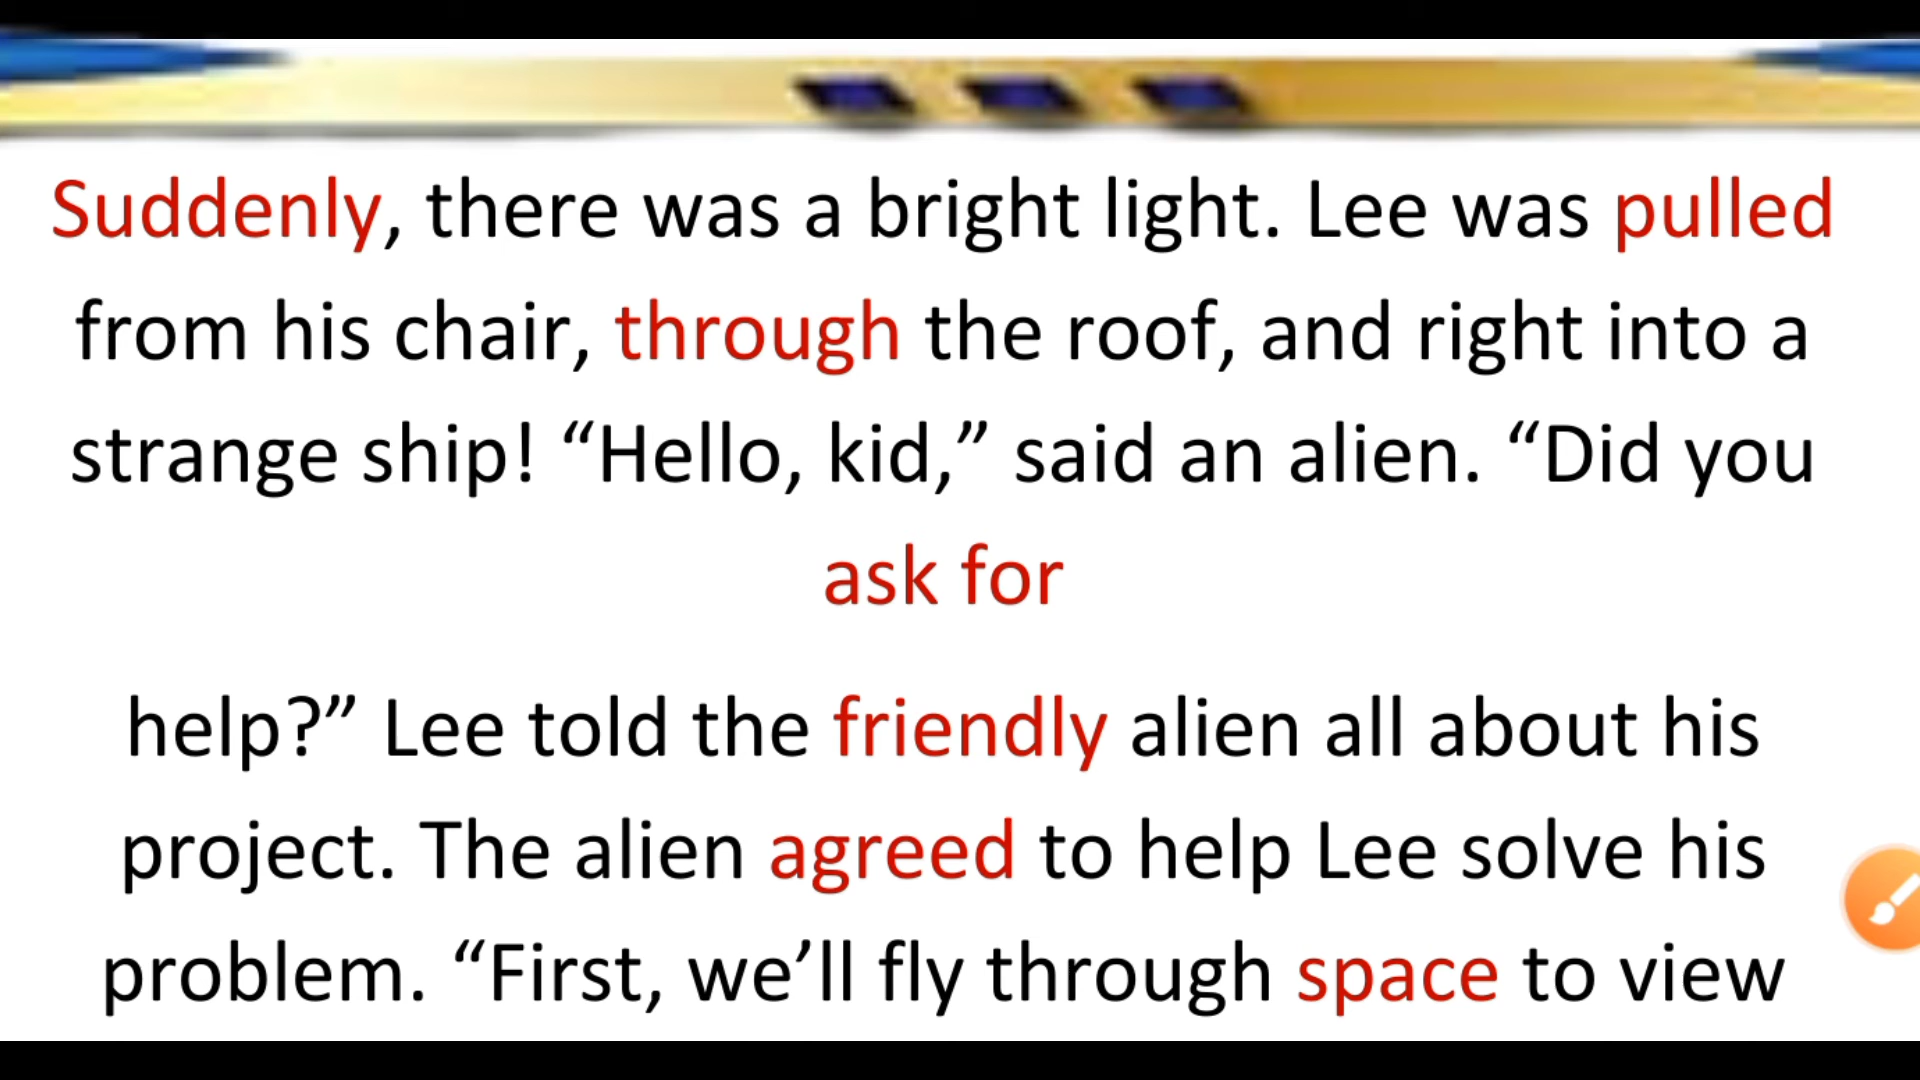 Suddenly, there was a bright light. Lee was pulled
from his chair, through the roof, and right into a
strange ship! “Hello, kid,” said an alien. “Did you
ask for
help?” Lee told the friendly alien all about his
project. The alien agreed to help Lee solve his
problem. “First, we’ll fly through space to view